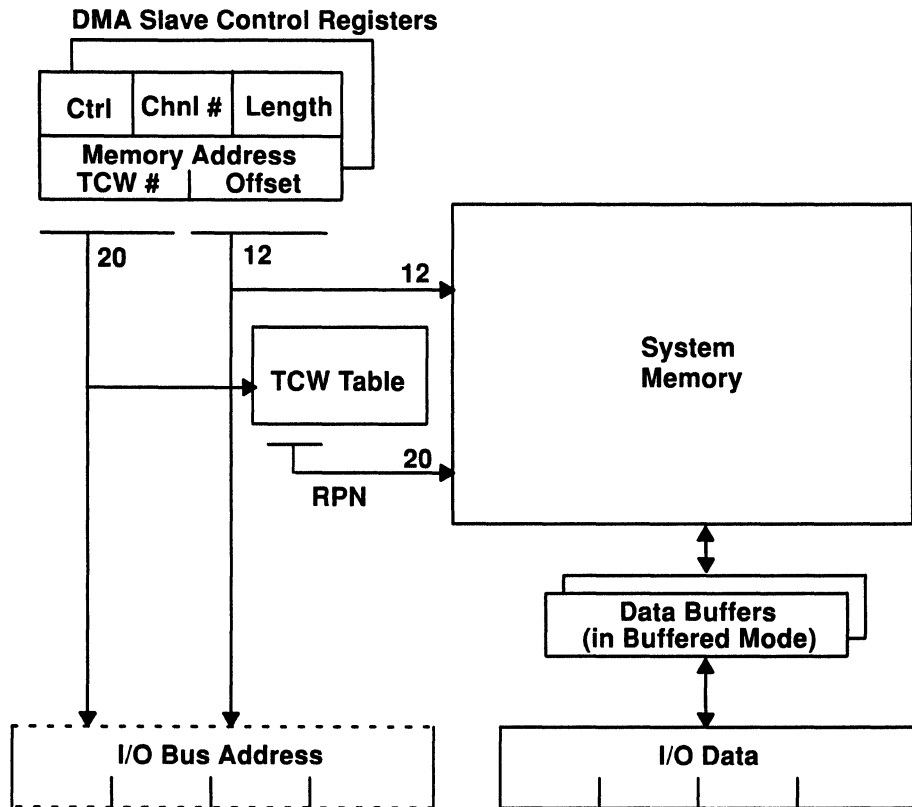 DMA Slave Control Registers
Ctrl
Chnl #
Length
Memory Address
TCW #
Offset
20
12
12
TCW Table
System
Memory
20
RPN
Data Buffers
(in Buffered Mode)
I/O Bus Address
I/O Data